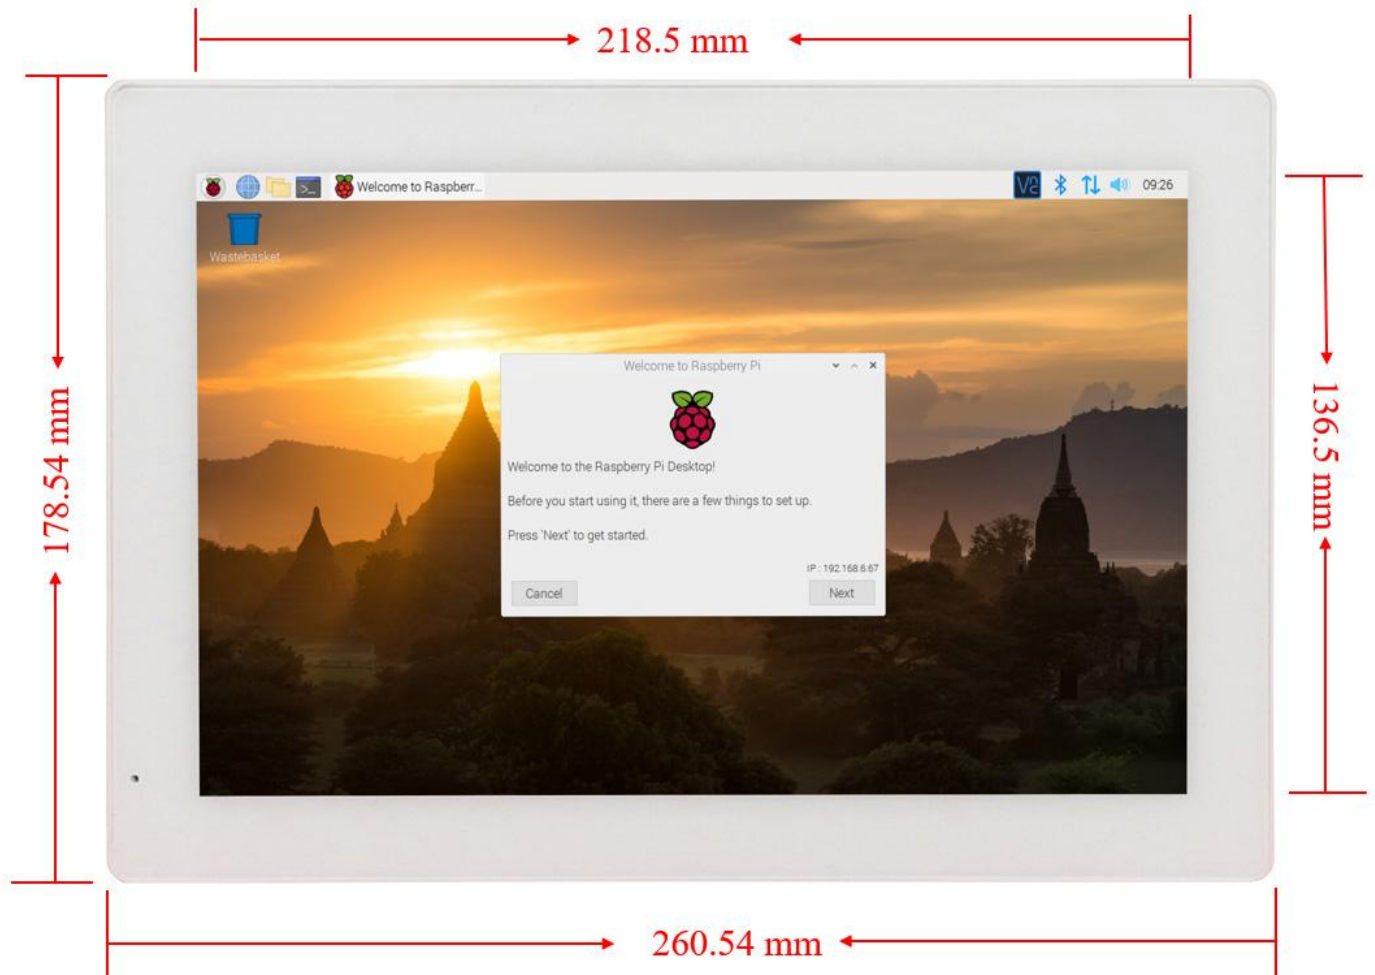 218.5 mm
Welcome to Raspberr...
V2
09:26
Wastebasket
Welcome to Raspberry Pi
Welcome to the Raspberry Pi Desktop!
Before you start using it, there are a few things to set up.
Press 'Next' to get started.
IP : 192.168.6.67
Cancel
Next
178.54 mm
136.5 mm
260.54 mm